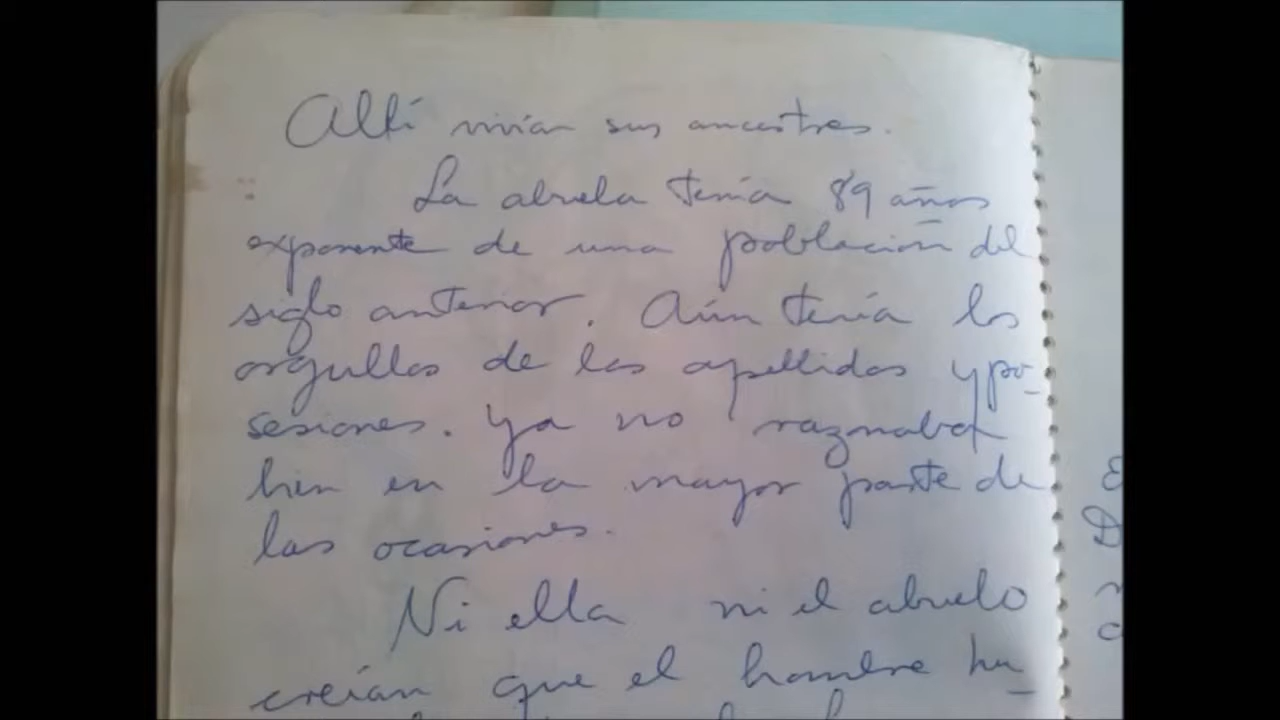 Allí vivían sus ancestros.
La abuela tenía 89 años
exponente de una población del
siglo anterior. Aún tenía los
orgullos de los apellidos y po-
sesiones. Ya no raznaba
bien en la mayor parte de
las ocasiones.
Ni ella ni el abuelo
creían que el hombre hu-